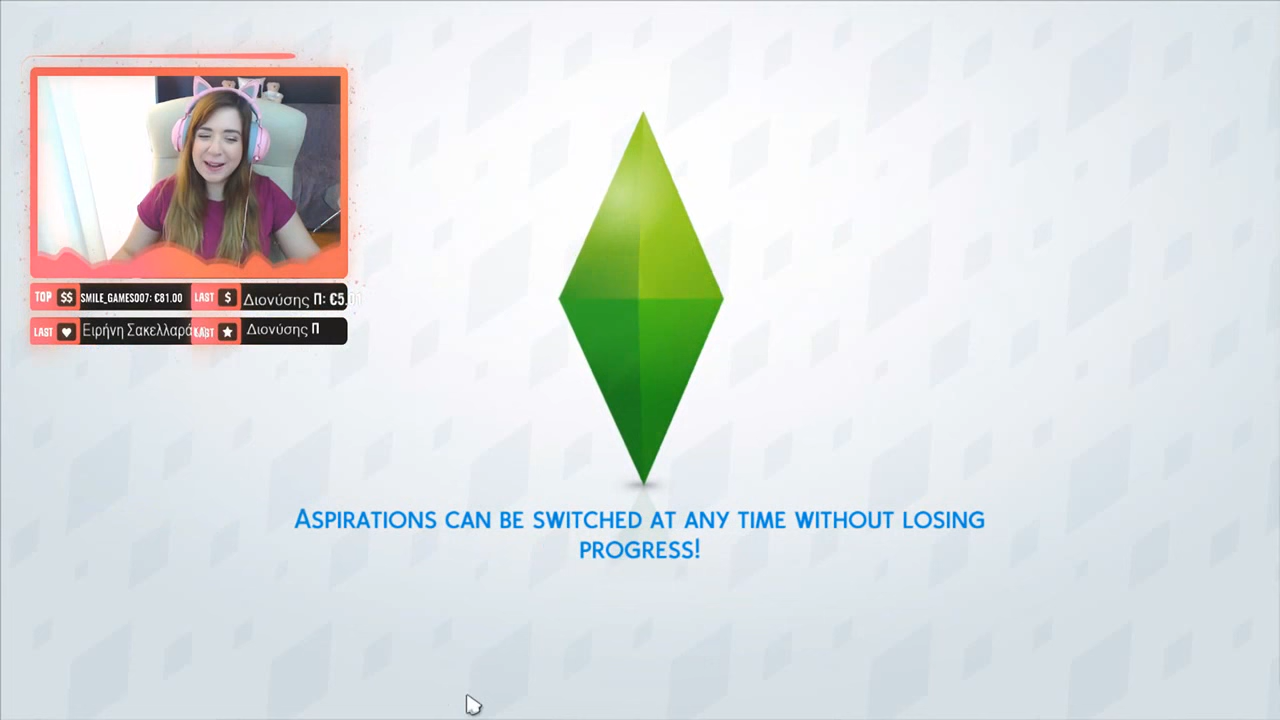 TOP $$ SMILE_GAMES007: €81.00 LAST $ Διονύσης Π: €5.01
LAST Ειρήνη Σακελλαρά LAST Διονύσης Π
ASPIRATIONS CAN BE SWITCHED AT ANY TIME WITHOUT LOSING
PROGRESS!